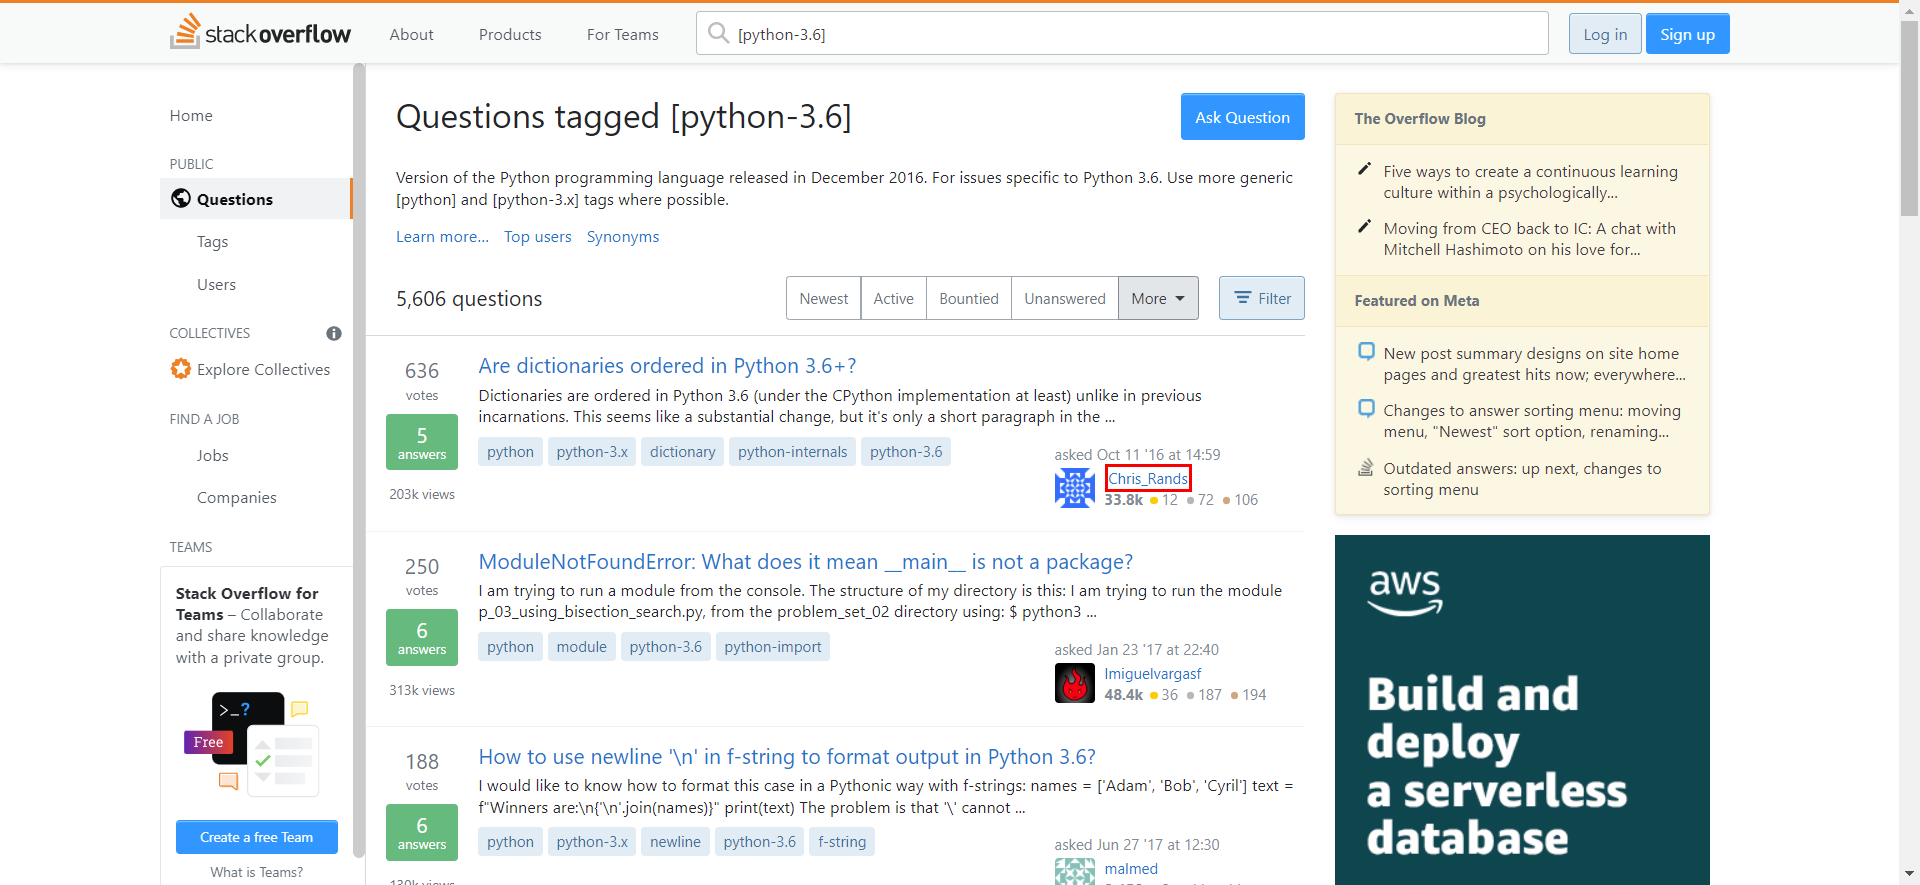 stack overflow
About
Products
For Teams
[python-3.6]
Log in
Sign up
Home
PUBLIC
Questions
Tags
Users
COLLECTIVES
Explore Collectives
FIND A JOB
Jobs
Companies
TEAMS
Stack Overflow for
Teams – Collaborate
and share knowledge
with a private group.
>_?
Free
Create a free Team
What is Teams?
Questions tagged [python-3.6]
Ask Question
Version of the Python programming language released in December 2016. For issues specific to Python 3.6. Use more generic
[python] and [python-3.x] tags where possible.
Learn more... Top users Synonyms
5,606 questions
Newest Active Bountied Unanswered More
Filter
636
votes
5
answers
203k views
Are dictionaries ordered in Python 3.6+?
Dictionaries are ordered in Python 3.6 (under the CPython implementation at least) unlike in previous
incarnations. This seems like a substantial change, but it's only a short paragraph in the ...
python python-3.x dictionary python-internals python-3.6
asked Oct 11 '16 at 14:59
Chris_Rands
33.8k 12 72 106
250
votes
6
answers
313k views
ModuleNotFoundError: What does it mean __main__ is not a package?
I am trying to run a module from the console. The structure of my directory is this: I am trying to run the module
p_03_using_bisection_search.py, from the problem_set_02 directory using: $ python3 ...
python module python-3.6 python-import
asked Jan 23 '17 at 22:40
lmiguelvargasf
48.4k 36 187 194
188
votes
6
answers
How to use newline '\n' in f-string to format output in Python 3.6?
I would like to know how to format this case in a Pythonic way with f-strings: names = ['Adam', 'Bob', 'Cyril'] text =
f"Winners are:\n{'\n'.join(names)}" print(text) The problem is that '\' cannot ...
python python-3.x newline python-3.6 f-string
asked Jun 27 '17 at 12:30
malmed
The Overflow Blog
Five ways to create a continuous learning
culture within a psychologically...
Moving from CEO back to IC: A chat with
Mitchell Hashimoto on his love for...
Featured on Meta
New post summary designs on site home
pages and greatest hits now; everywhere...
Changes to answer sorting menu: moving
menu, "Newest" sort option, renaming...
Outdated answers: up next, changes to
sorting menu
aws
Build and
deploy
a serverless
database